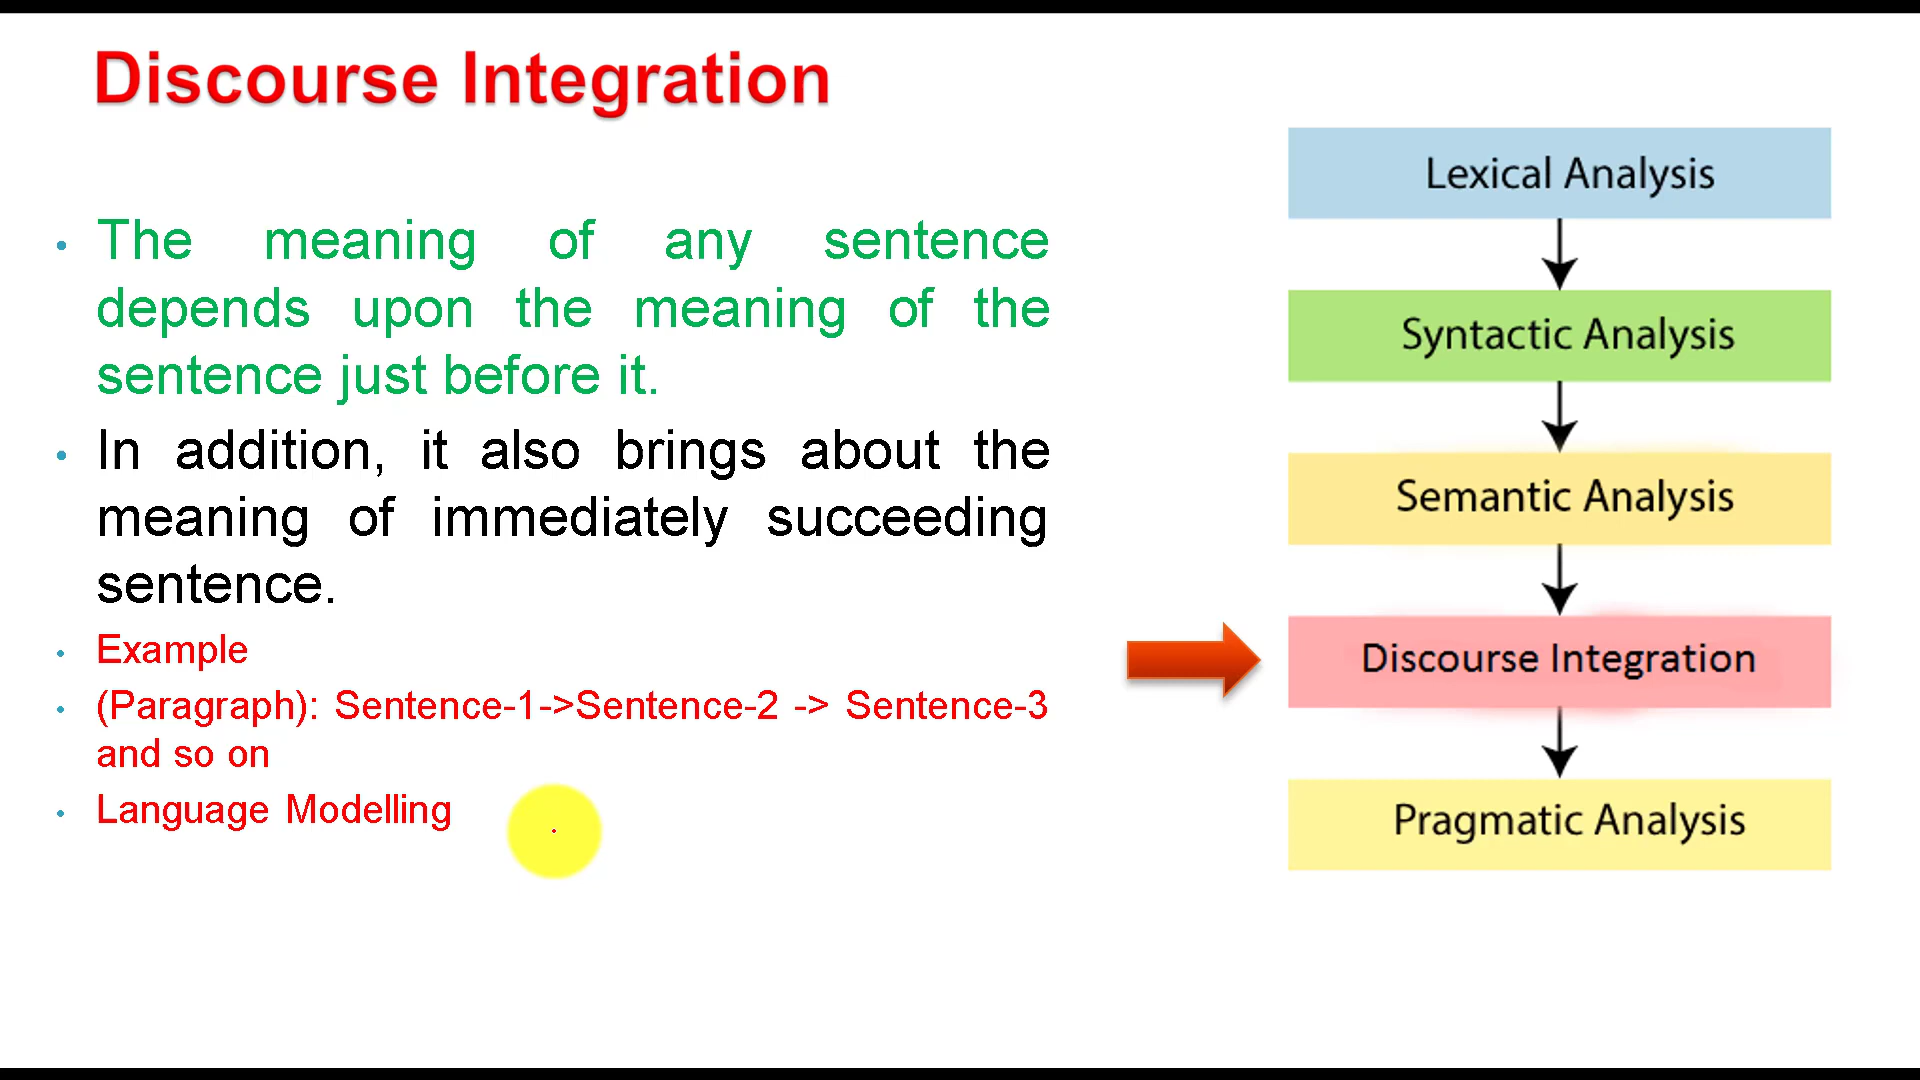 Discourse Integration
• The meaning of any sentence
depends upon the meaning of the
sentence just before it.
• In addition, it also brings about the
meaning of immediately succeeding
sentence.
• Example
• (Paragraph): Sentence-1->Sentence-2 -> Sentence-3
and so on
• Language Modelling
Lexical Analysis
Syntactic Analysis
Semantic Analysis
Discourse Integration
Pragmatic Analysis